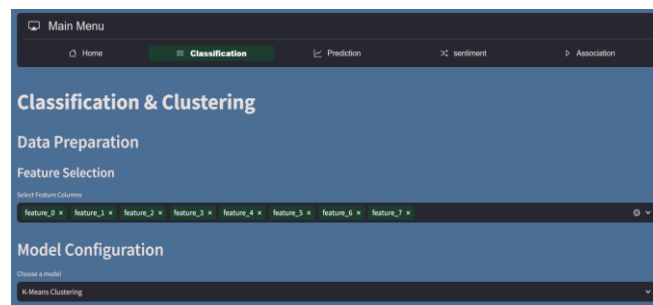 Main Menu
Home Classification Prediction sentiment Association
Classification & Clustering
Data Preparation
Feature Selection
Select Feature Columns
feature_0 × feature_1 × feature_2 × feature_3 × feature_4 × feature_5 × feature_6 × feature_7 ×
Model Configuration
Choose a model
K-Means Clustering